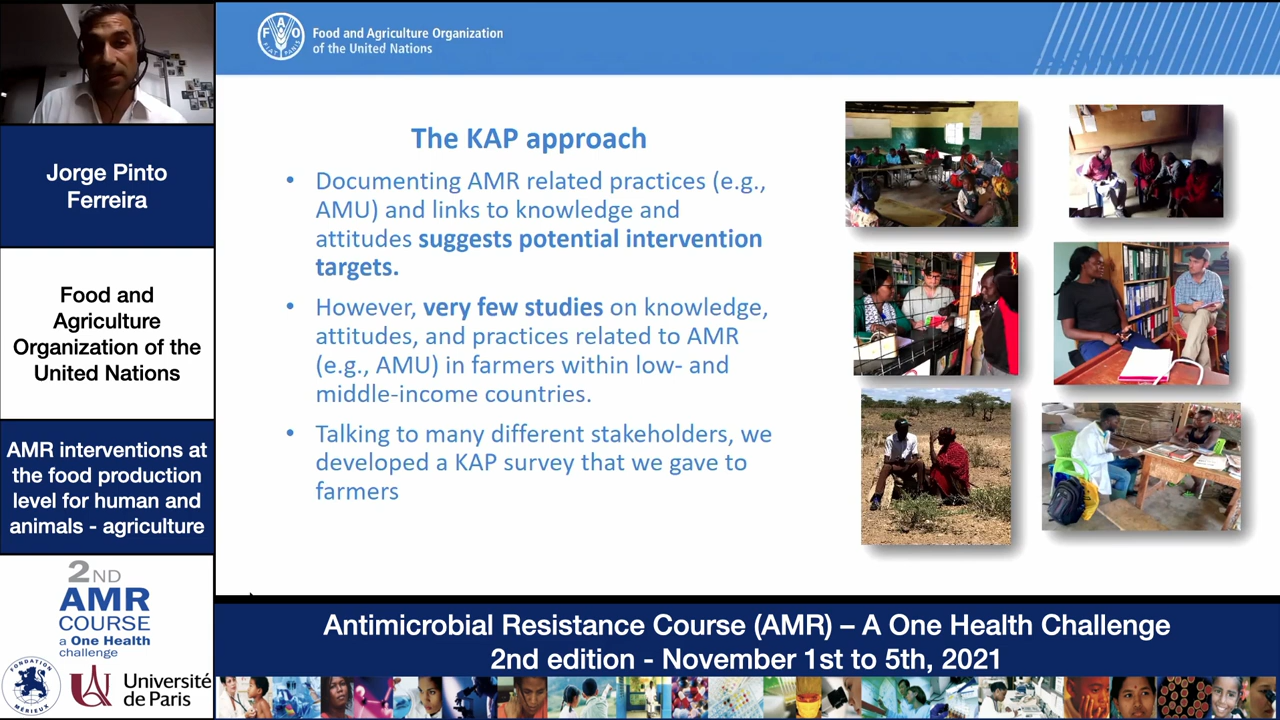 Jorge Pinto
Ferreira
Food and
Agriculture
Organization of the
United Nations
AMR interventions at
the food production
level for human and
animals - agriculture
2ND
AMR
COURSE
a One Health
challenge
FONDATION
MÉRIEUX
Université
de Paris
F A O
FIAT PANIS
Food and Agriculture Organization
of the United Nations
The KAP approach
• Documenting AMR related practices (e.g.,
AMU) and links to knowledge and
attitudes suggests potential intervention
targets.
• However, very few studies on knowledge,
attitudes, and practices related to AMR
(e.g., AMU) in farmers within low- and
middle-income countries.
• Talking to many different stakeholders, we
developed a KAP survey that we gave to
farmers
Antimicrobial Resistance Course (AMR) – A One Health Challenge
2nd edition - November 1st to 5th, 2021